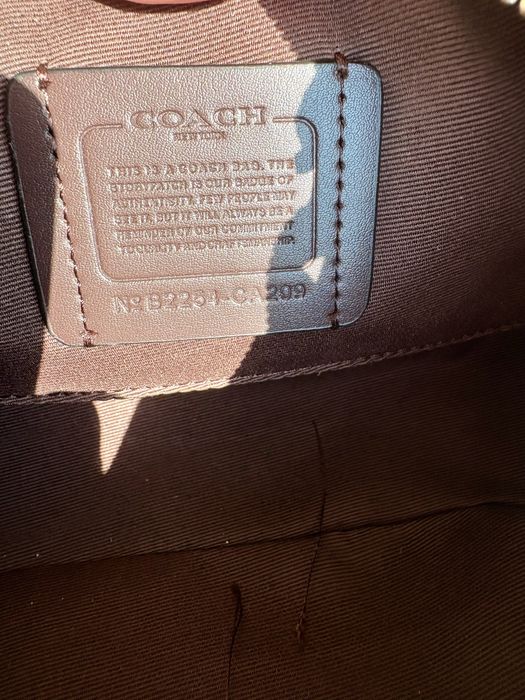 COACH
NEW YORK
THIS IS A COACH BAG. THE
STORYPATCH IS OUR BADGE OF
AUTHENTICITY. FEW PEOPLE MAY
SEE IT, BUT IT WILL ALWAYS BE A
REMINDER OF OUR COMMITMENT
TO QUALITY AND CRAFTSMANSHIP.
Nº B2254-CA299